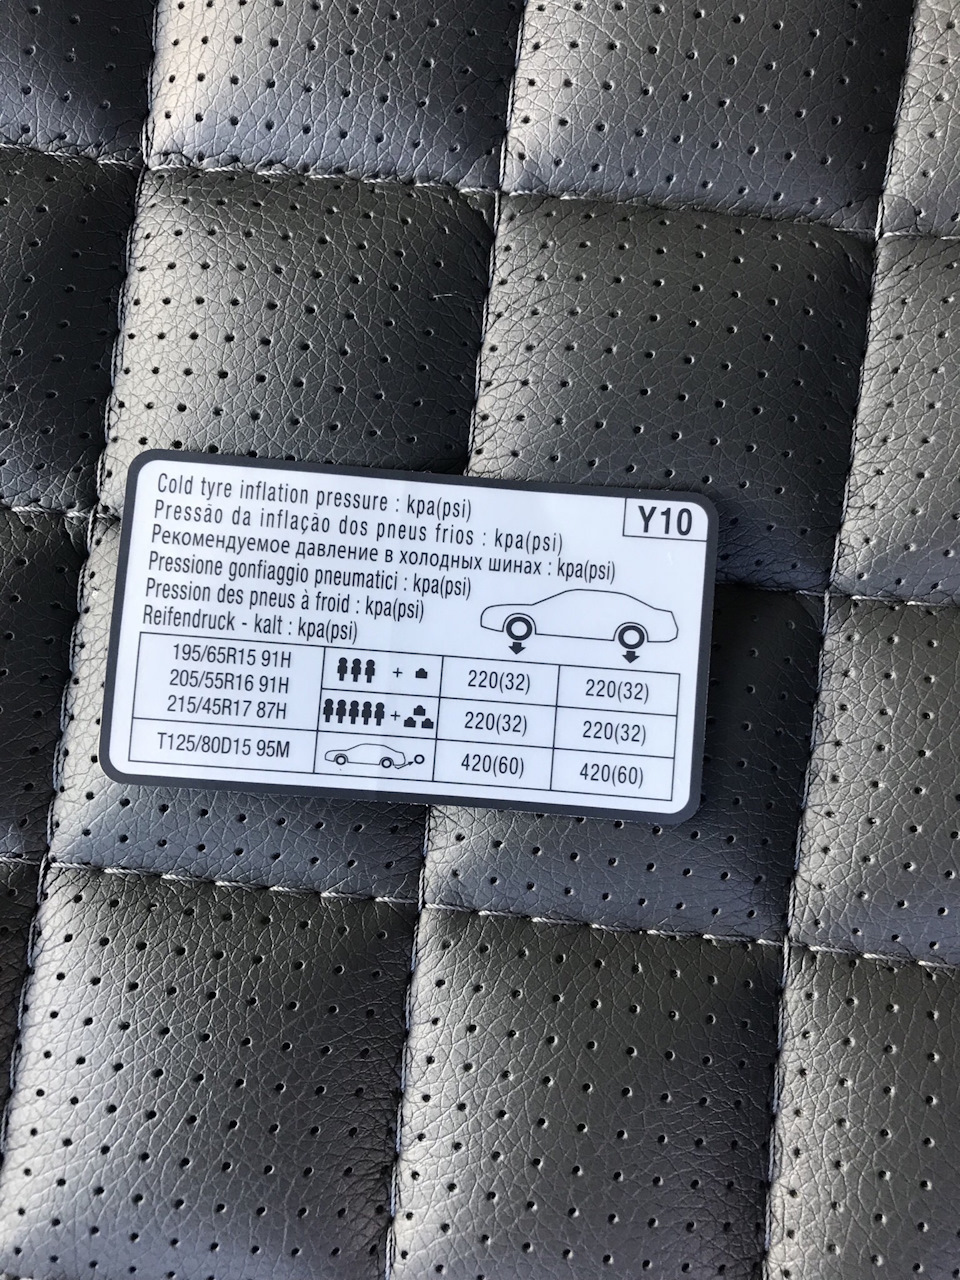 Cold tyre inflation pressure : kpa(psi)
Y10
Pressão da inflação dos pneus frios : kpa(psi)
Рекомендуемое давление в холодных шинах : kpa(psi)
Pressione gonfiaggio pneumatici : kpa(psi)
Pression des pneus à froid : kpa(psi)
Reifendruck - kalt : kpa(psi)
195/65R15 91H
205/55R16 91H
215/45R17 87H
+ 220(32) 220(32)
+ 220(32) 220(32)
T125/80D15 95M 420(60) 420(60)